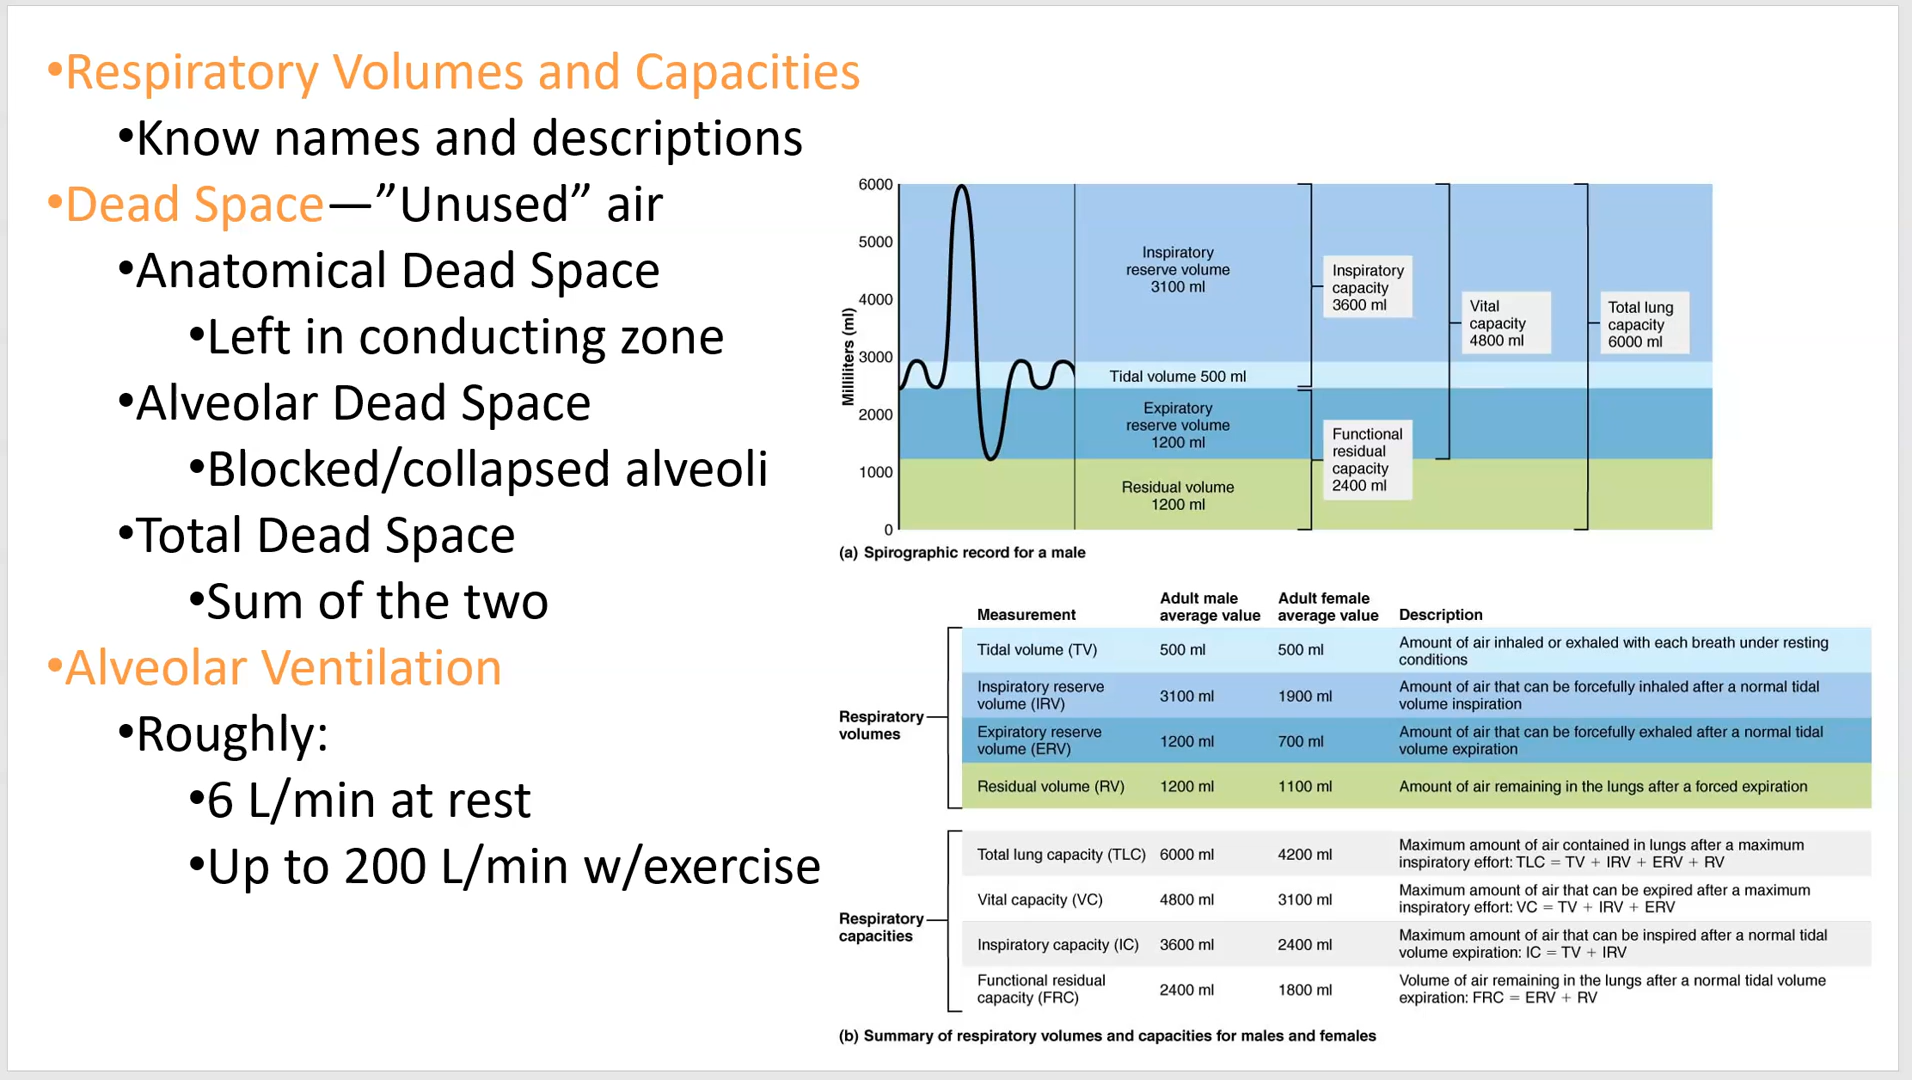 •Respiratory Volumes and Capacities
•Know names and descriptions
•Dead Space—”Unused” air
•Anatomical Dead Space
•Left in conducting zone
•Alveolar Dead Space
•Blocked/collapsed alveoli
•Total Dead Space
•Sum of the two
•Alveolar Ventilation
•Roughly:
•6 L/min at rest
•Up to 200 L/min w/exercise
Milliliters (ml)
6000
5000
4000
3000
2000
1000
0
Inspiratory
reserve volume
3100 ml
Tidal volume 500 ml
Expiratory
reserve volume
1200 ml
Residual volume
1200 ml
Inspiratory
capacity
3600 ml
Functional
residual
capacity
2400 ml
Vital
capacity
4800 ml
Total lung
capacity
6000 ml
(a) Spirographic record for a male
Measurement
Adult male
average value
Adult female
average value
Description
Respiratory
volumes
Tidal volume (TV)
500 ml
500 ml
Amount of air inhaled or exhaled with each breath under resting
conditions
Inspiratory reserve
volume (IRV)
3100 ml
1900 ml
Amount of air that can be forcefully inhaled after a normal tidal
volume inspiration
Expiratory reserve
volume (ERV)
1200 ml
700 ml
Amount of air that can be forcefully exhaled after a normal tidal
volume expiration
Residual volume (RV)
1200 ml
1100 ml
Amount of air remaining in the lungs after a forced expiration
Respiratory
capacities
Total lung capacity (TLC)
6000 ml
4200 ml
Maximum amount of air contained in lungs after a maximum
inspiratory effort: TLC = TV + IRV + ERV + RV
Vital capacity (VC)
4800 ml
3100 ml
Maximum amount of air that can be expired after a maximum
inspiratory effort: VC = TV + IRV + ERV
Inspiratory capacity (IC)
3600 ml
2400 ml
Maximum amount of air that can be inspired after a normal tidal
volume expiration: IC = TV + IRV
Functional residual
capacity (FRC)
2400 ml
1800 ml
Volume of air remaining in the lungs after a normal tidal volume
expiration: FRC = ERV + RV
(b) Summary of respiratory volumes and capacities for males and females